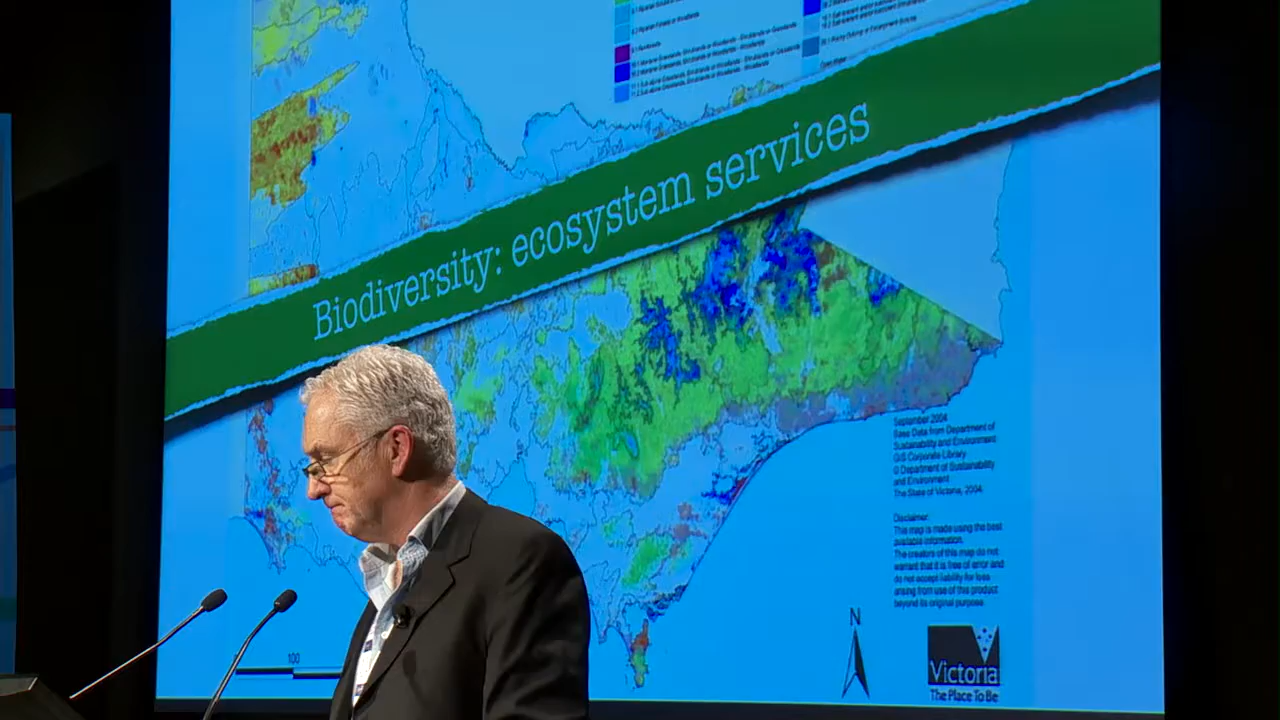 Biodiversity: ecosystem services
September 2004
Base Data from Department of
Sustainability and Environment
GIS Corporate Library
© Department of Sustainability
and Environment
The State of Victoria, 2004
Disclaimer:
This map is made using the best
available information.
The creators of this map do not
warrant that it is free of error and
do not accept liability for loss
arising from use of this product
beyond its original purpose.
100
N
Victoria
The Place To Be